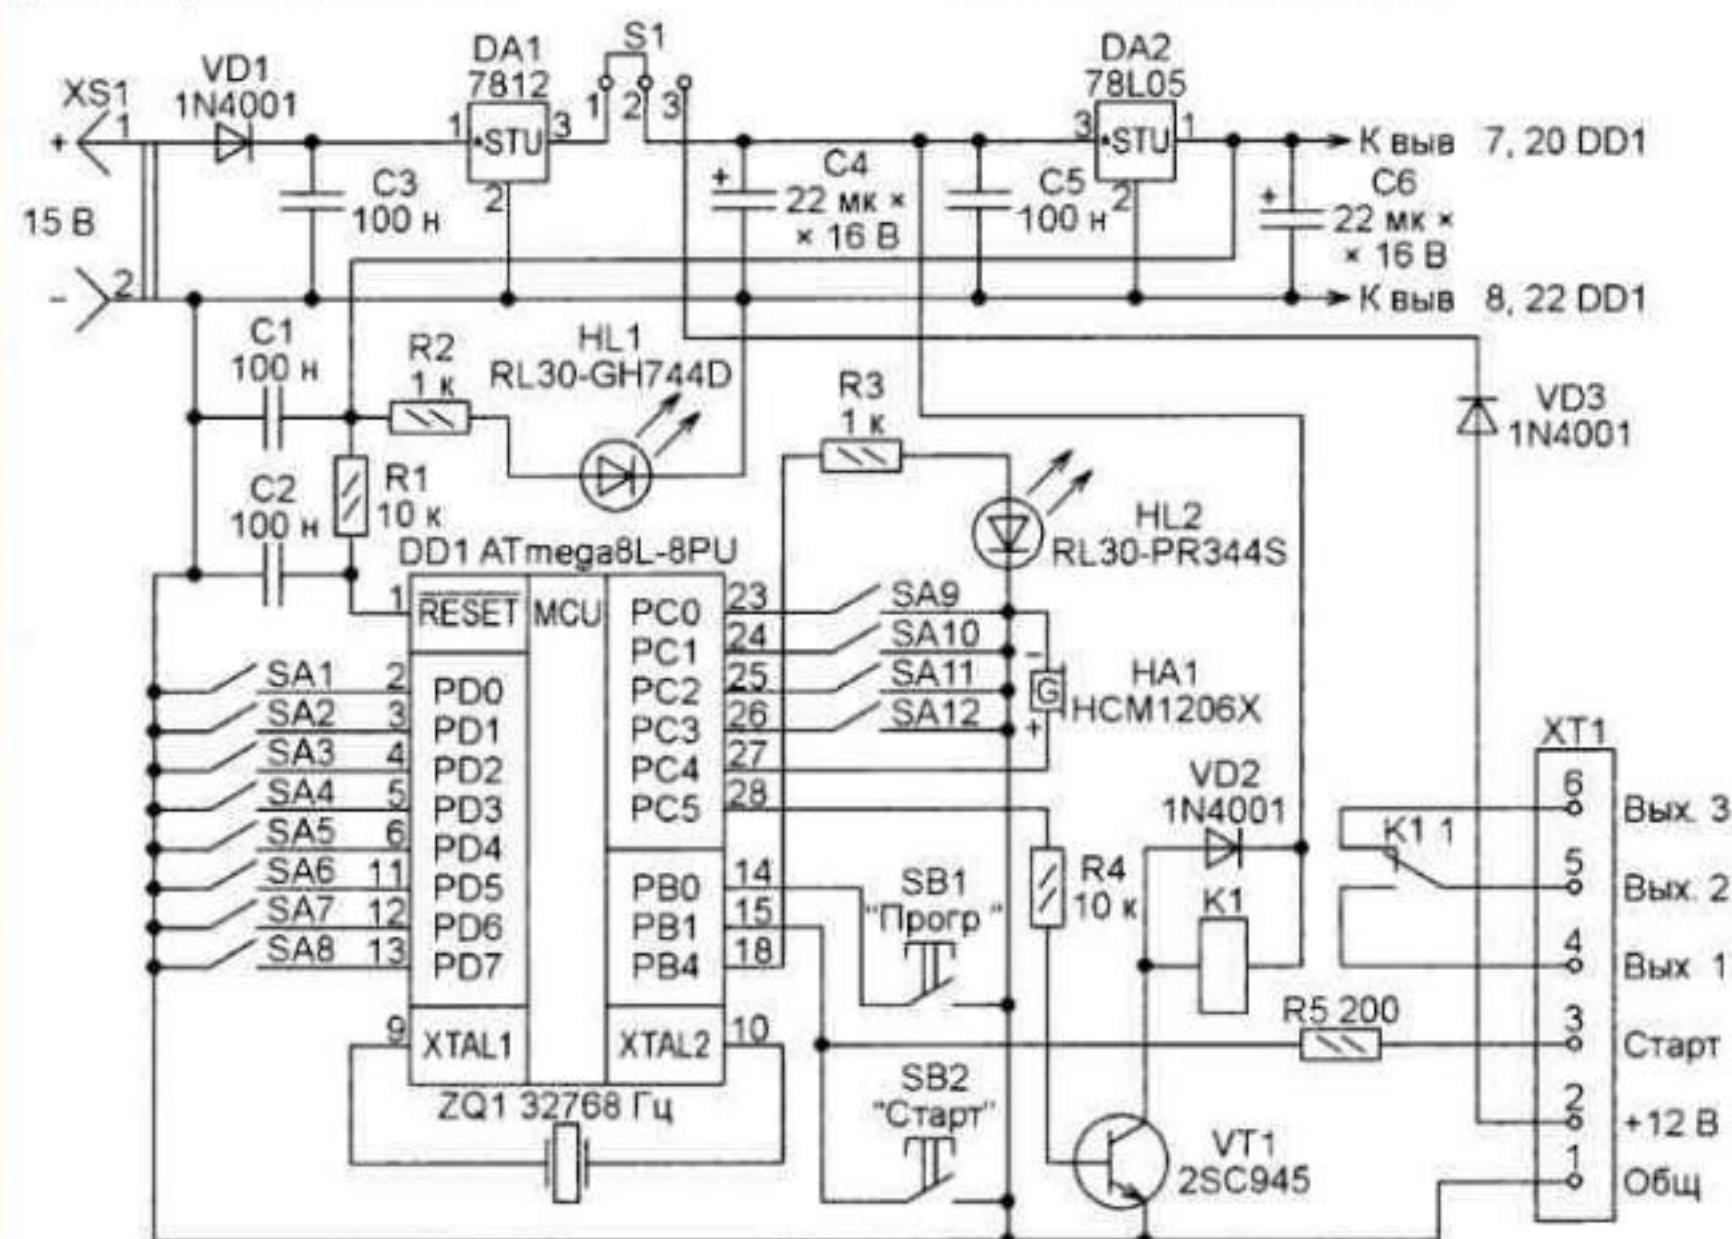 XS1
+
1
15 В
-
2
VD1
1N4001
C3
100 н
DA1
7812
1
STU
3
2
S1
1
2
3
+
C4
22 мк ×
× 16 В
C5
100 н
DA2
78L05
3
STU
1
2
+
C6
22 мк ×
× 16 В
К выв 7, 20 DD1
К выв 8, 22 DD1
C1
100 н
R2
1 к
HL1
RL30-GH744D
R3
1 к
VD3
1N4001
C2
100 н
R1
10 к
HL2
RL30-PR344S
DD1 ATmega8L-8PU
1
RESET
MCU
PC0
23
SA9
PC1
24
SA10
PC2
25
SA11
PC3
26
SA12
PC4
27
PC5
28
SA1
2
PD0
SA2
3
PD1
SA3
4
PD2
SA4
5
PD3
SA5
6
PD4
SA6
11
PD5
SA7
12
PD6
SA8
13
PD7
PB0
14
PB1
15
PB4
18
-
G
+
HA1
HCM1206X
VD2
1N4001
K1
K1 1
R4
10 к
SB1
"Прогр "
SB2
"Старт"
R5 200
9
XTAL1
XTAL2
10
ZQ1 32768 Гц
VT1
2SC945
XT1
6
Вых. 3
5
Вых. 2
4
Вых 1
3
Старт
2
+12 В
1
Общ